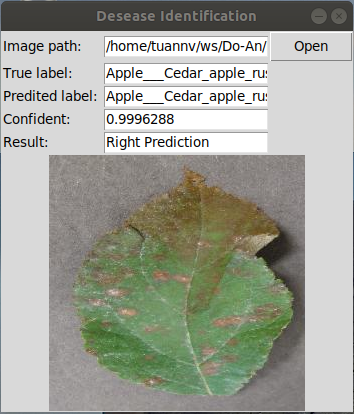 Desease Identification
Image path: /home/tuannv/ws/Do-An/ Open
True label: Apple___Cedar_apple_rus
Predited label: Apple___Cedar_apple_rus
Confident: 0.9996288
Result: Right Prediction